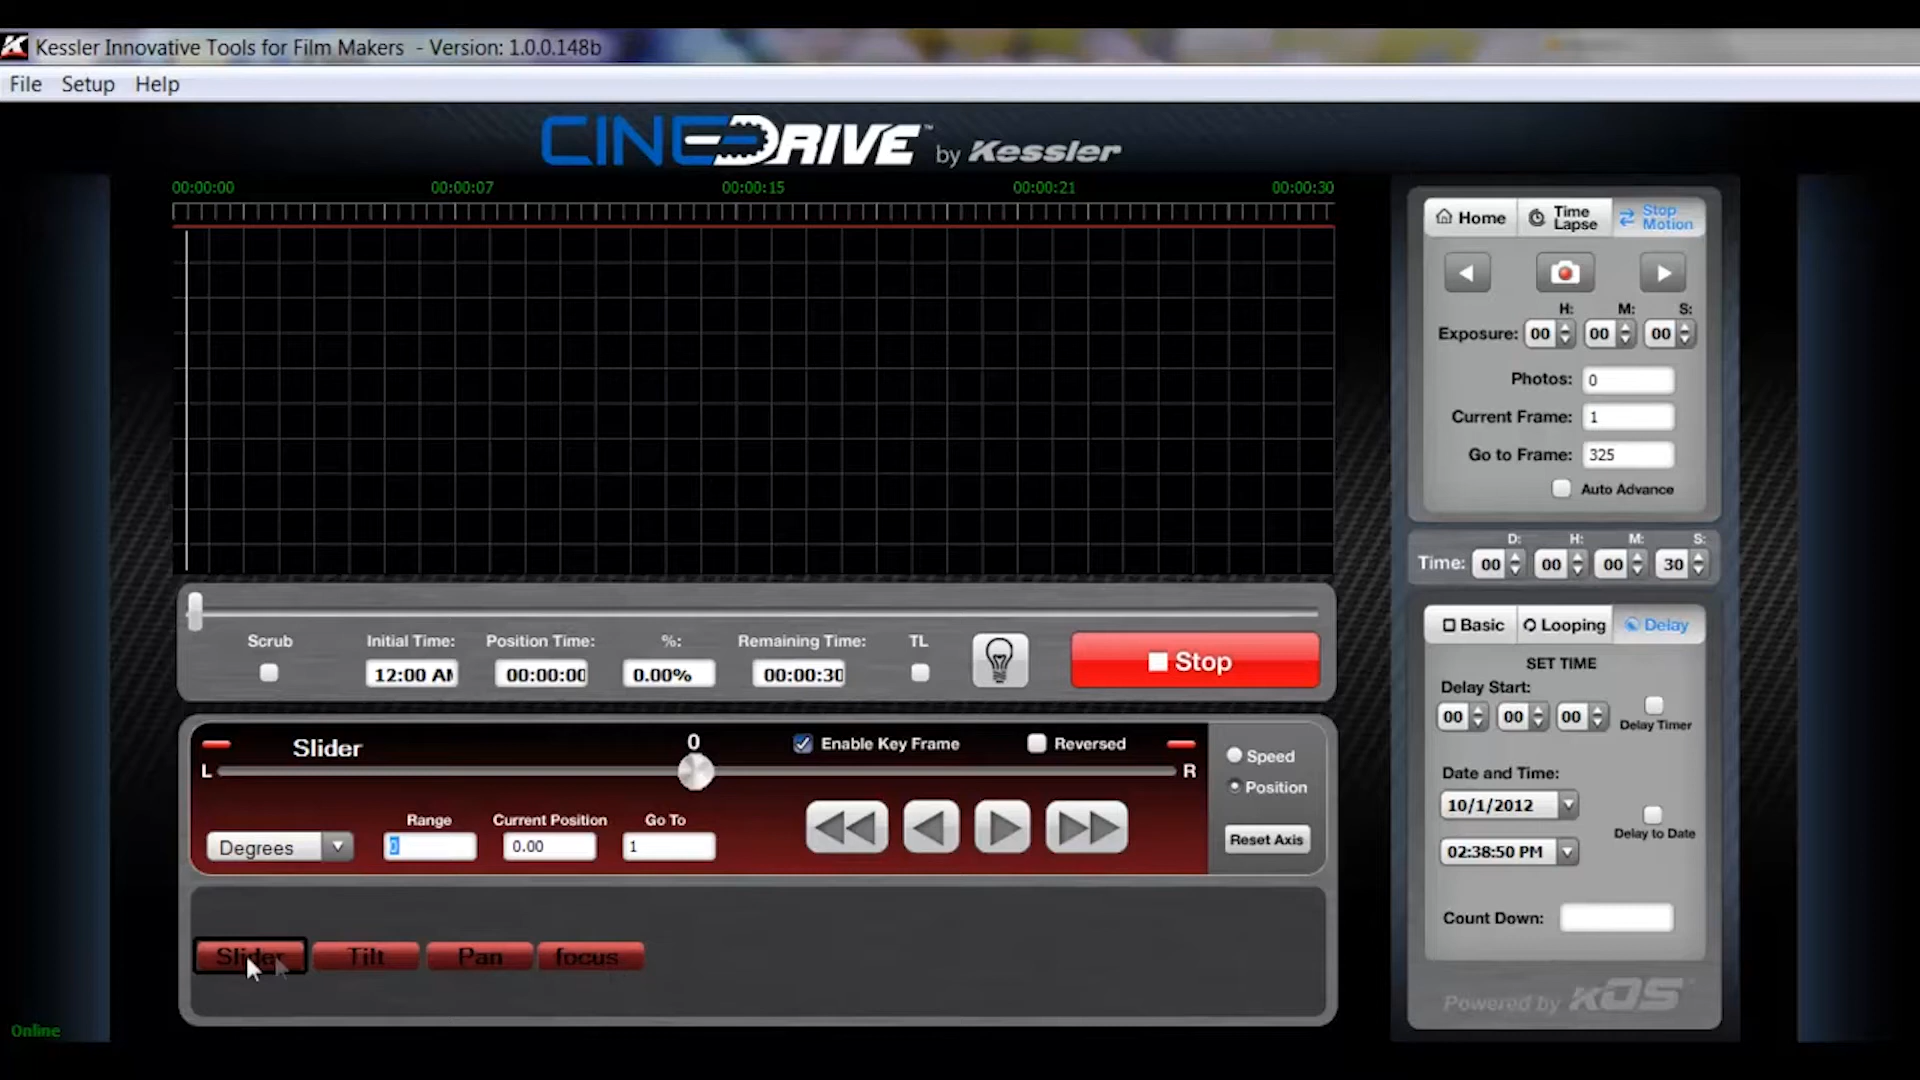 Kessler Innovative Tools for Film Makers - Version: 1.0.0.148b
File Setup Help
CINEDRIVE™ by Kessler
00:00:00 00:00:07 00:00:15 00:00:21 00:00:30
Home Time Lapse Stop Motion
H: M: S:
Exposure: 00 00 00
Photos: 0
Current Frame: 1
Go to Frame: 325
Auto Advance
D: H: M: S:
Time: 00 00 00 30
Scrub Initial Time: Position Time: %: Remaining Time: TL
12:00 AM 00:00:00 0.00% 00:00:30
Stop
Basic Looping Delay
SET TIME
Delay Start:
00 00 00
Delay Timer
Date and Time:
10/1/2012
Delay to Date
02:38:50 PM
Count Down:
Powered by kOS
Slider 0 Enable Key Frame Reversed
L R
Speed
Position
Range Current Position Go To
Degrees 0 0.00 1
Reset Axis
Slider Tilt Pan focus
Online